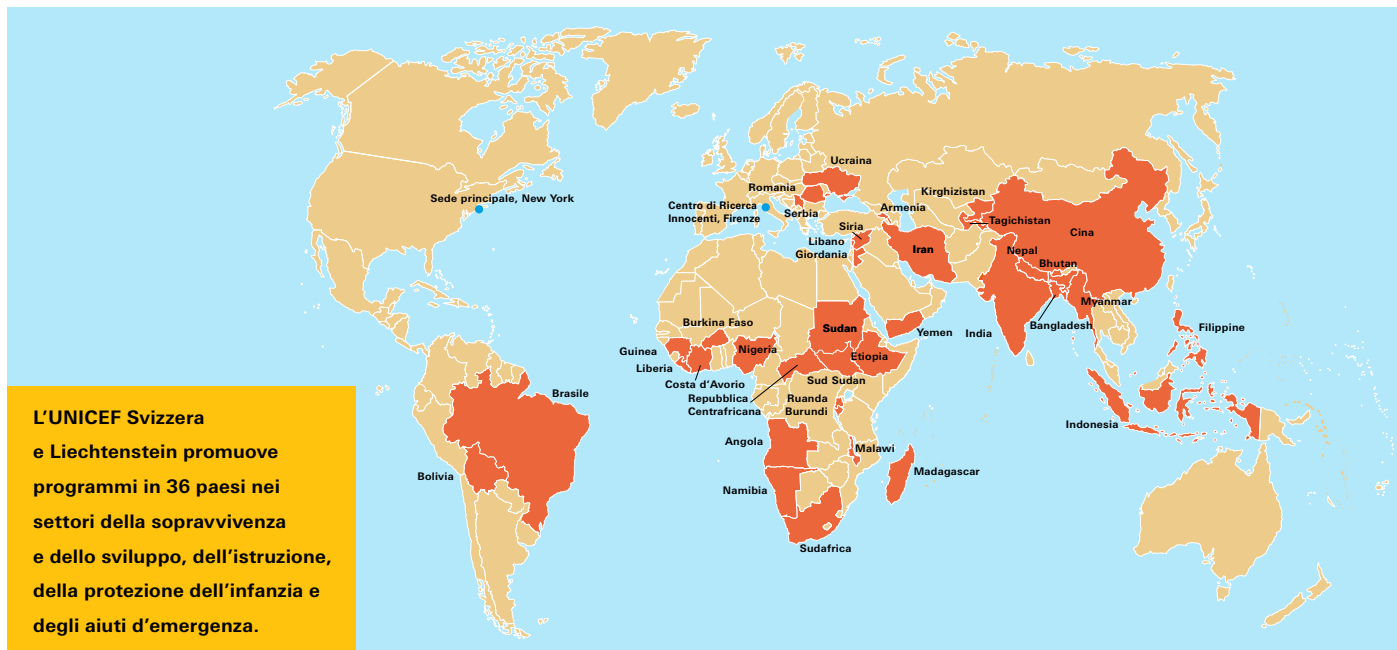 Ucraina
Romania
Kirghizistan
Sede principale, New York
Centro di Ricerca
Innocenti, Firenze
Serbia
Armenia
Tagichistan
Siria
Cina
Libano
Giordania
Iran
Nepal
Bhutan
Myanmar
Burkina Faso
Sudan
Yemen
India
Bangladesh
Filippine
Guinea
Nigeria
Etiopia
Liberia
Costa d’Avorio
Sud Sudan
Repubblica
Centrafricana
Ruanda
Burundi
Brasile
Indonesia
Angola
Malawi
Bolivia
Madagascar
Namibia
Sudafrica
L’UNICEF Svizzera
e Liechtenstein promuove
programmi in 36 paesi nei
settori della sopravvivenza
e dello sviluppo, dell’istruzione,
della protezione dell’infanzia e
degli aiuti d’emergenza.